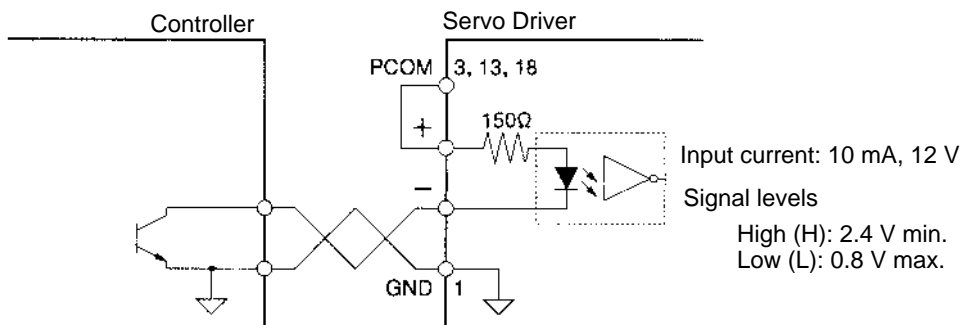 Controller
Servo Driver
PCOM 3, 13, 18
+
150Ω
−
GND 1
Input current: 10 mA, 12 V
Signal levels
High (H): 2.4 V min.
Low (L): 0.8 V max.